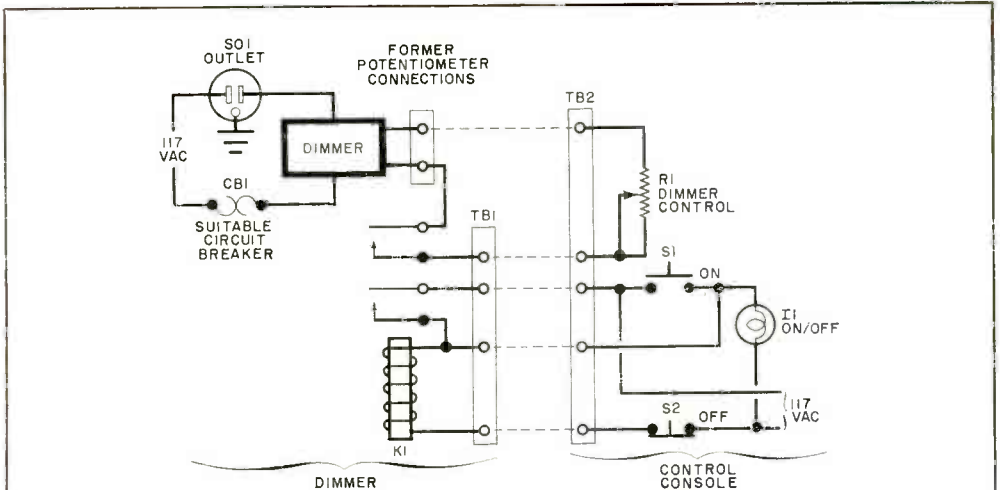 SO1
OUTLET
FORMER
POTENTIOMETER
CONNECTIONS
TB2
117
VAC
DIMMER
CB1
SUITABLE
CIRCUIT
BREAKER
TB1
R1
DIMMER
CONTROL
S1
ON
I1
ON/OFF
S2
OFF
117
VAC
K1
DIMMER
CONTROL
CONSOLE